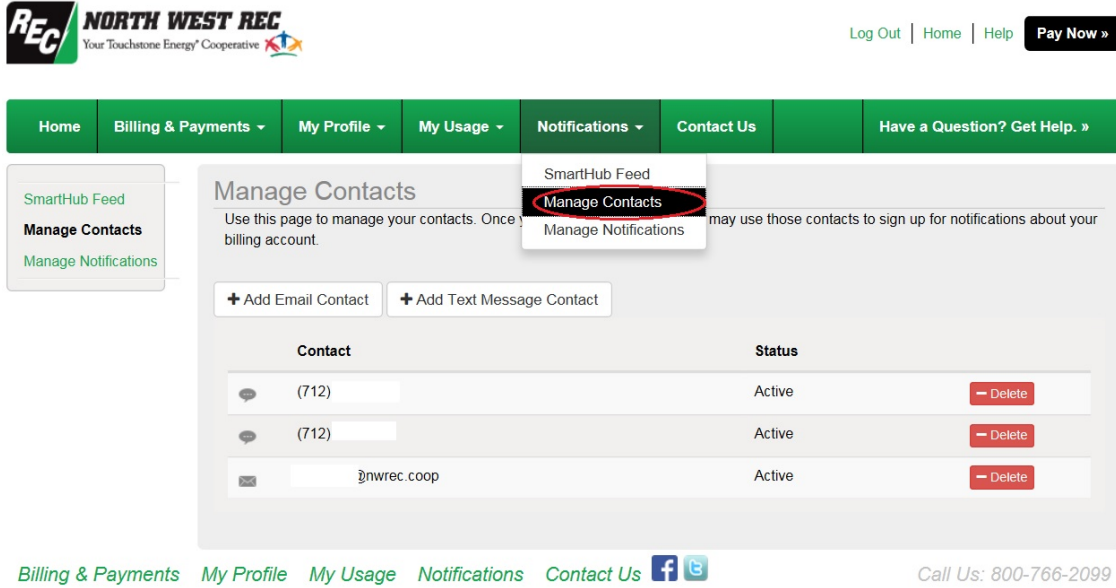 REC NORTH WEST REC
Your Touchstone Energy® Cooperative
Log Out | Home | Help Pay Now »
Home Billing & Payments My Profile My Usage Notifications Contact Us Have a Question? Get Help. »
SmartHub Feed
Manage Contacts
Manage Notifications
SmartHub Feed
Manage Contacts
Manage Notifications
Manage Contacts
Use this page to manage your contacts. Once may use those contacts to sign up for notifications about your
billing account.
+ Add Email Contact + Add Text Message Contact
Contact Status
(712) Active − Delete
(712) Active − Delete
@nwrec.coop Active − Delete
Billing & Payments My Profile My Usage Notifications Contact Us f Call Us: 800-766-2099